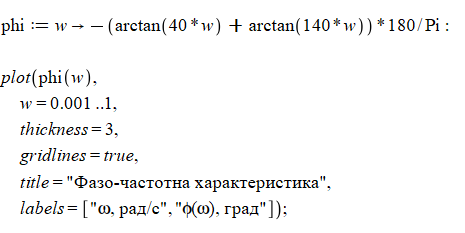 phi := w → − (arctan(40*w) + arctan(140*w))*180/Pi :
plot(phi(w),
w = 0.001 ..1,
thickness = 3,
gridlines = true,
title = "Фазо-частотна характеристика",
labels = ["ω, рад/с", "ϕ(ω), град"]);